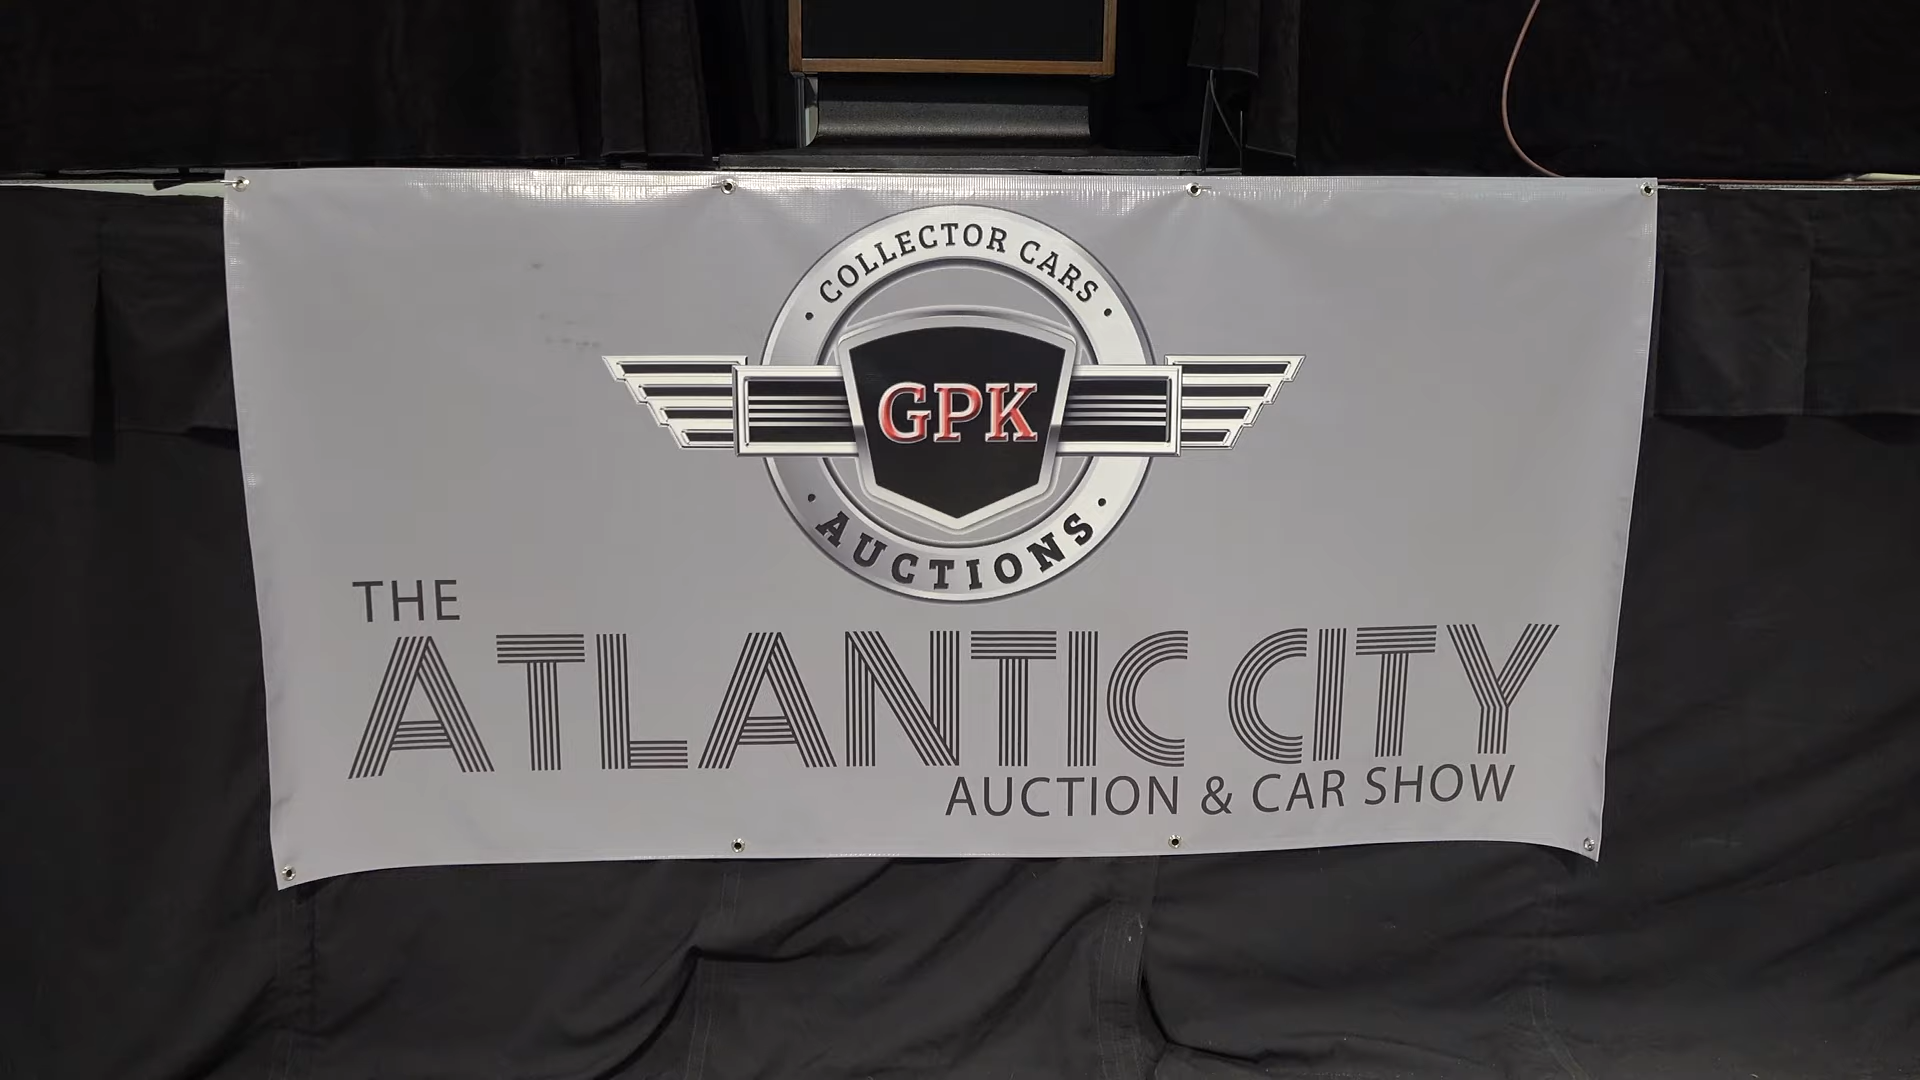 COLLECTOR CARS
GPK
AUCTIONS
THE
ATLANTIC CITY
AUCTION & CAR SHOW